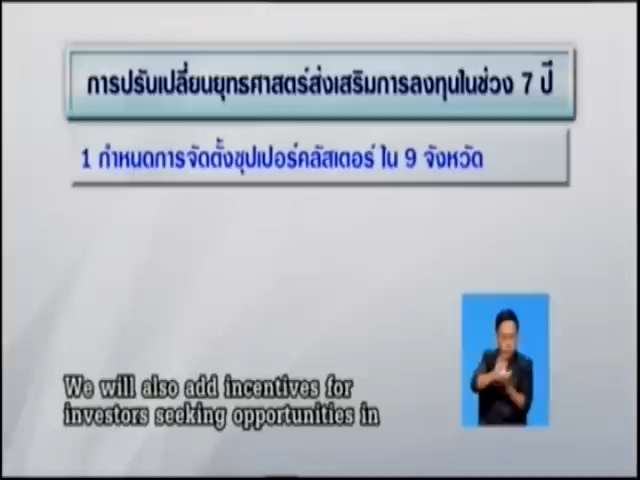 การปรับเปลี่ยนยุทธศาสตร์ส่งเสริมการลงทุนในช่วง 7 ปี
1 กำหนดการจัดตั้งซุปเปอร์คลัสเตอร์ ใน 9 จังหวัด
We will also add incentives for
investors seeking opportunities in